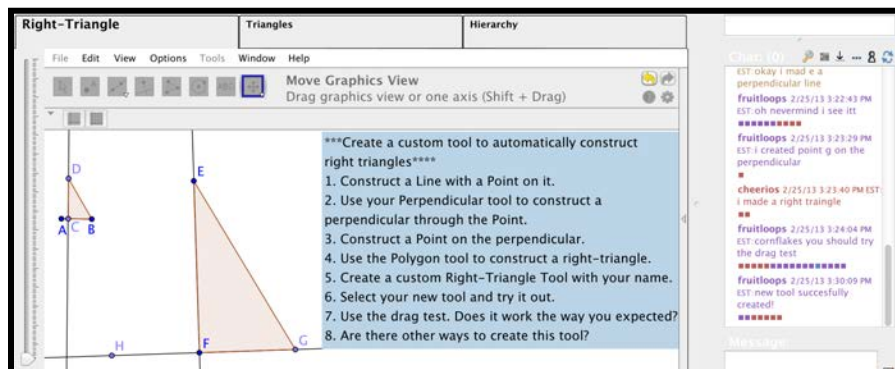 Right-Triangle
Triangles
Hierarchy
File Edit View Options Tools Window Help
Move Graphics View
Drag graphics view or one axis (Shift + Drag)
ABC
***Create a custom tool to automatically construct
right triangles****
1. Construct a Line with a Point on it.
2. Use your Perpendicular tool to construct a
perpendicular through the Point.
3. Construct a Point on the perpendicular.
4. Use the Polygon tool to construct a right-triangle.
5. Create a custom Right-Triangle Tool with your name.
6. Select your new tool and try it out.
7. Use the drag test. Does it work the way you expected?
8. Are there other ways to create this tool?
D
A C B
E
H F G
Chat: (0)
EST: okay i mad e a
perpendicular line
fruitloops 2/25/13 3:22:43 PM
EST: oh nevermind i see itt
fruitloops 2/25/13 3:23:29 PM
EST: i created point g on the
perpendicular
cheerios 2/25/13 3:23:40 PM EST:
i made a right traingle
fruitloops 2/25/13 3:24:04 PM
EST: cornflakes you should try
the drag test
fruitloops 2/25/13 3:30:09 PM
EST: new tool succesfully
created!
Message: